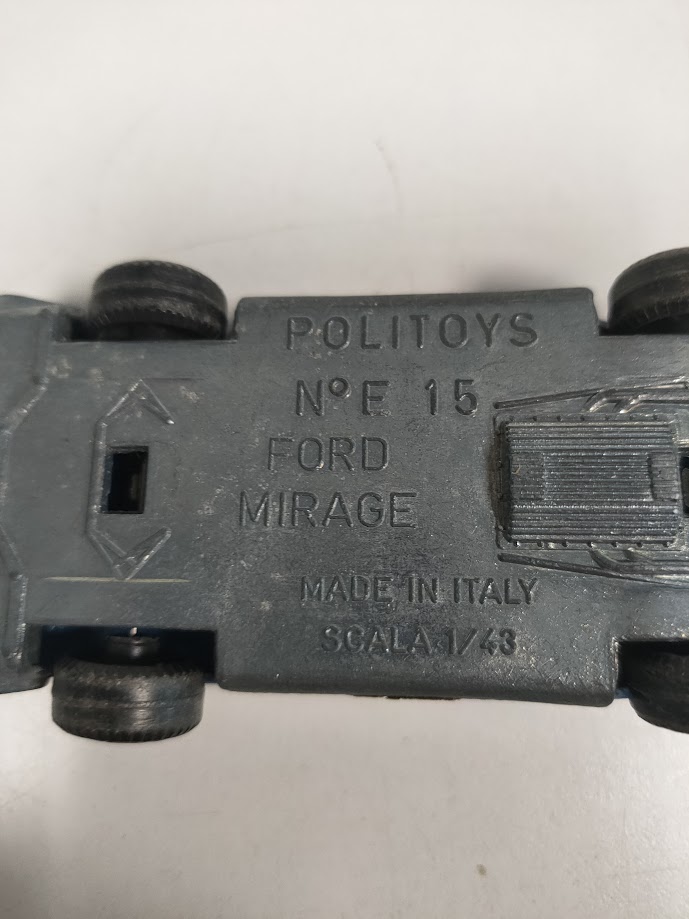 POLITOYS
N° E 15
FORD
MIRAGE
MADE IN ITALY
SCALA 1/43